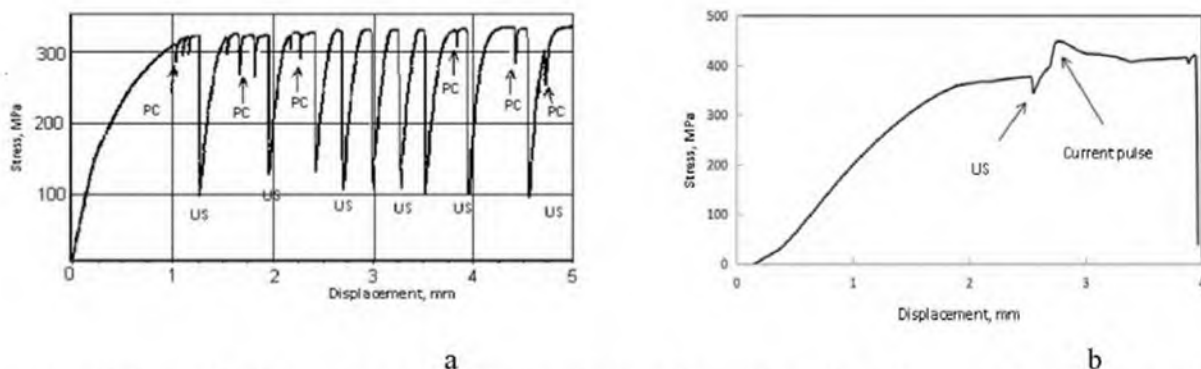 300
200
100
0
1
2
3
4
5
Stress, MPa
Displacement, mm
PC
PC
PC
PC
PC
PC
US
US
US
US
US
US
a
500
400
300
200
100
0
0
1
2
3
4
Stress, MPa
Displacement, mm
US
Current pulse
b